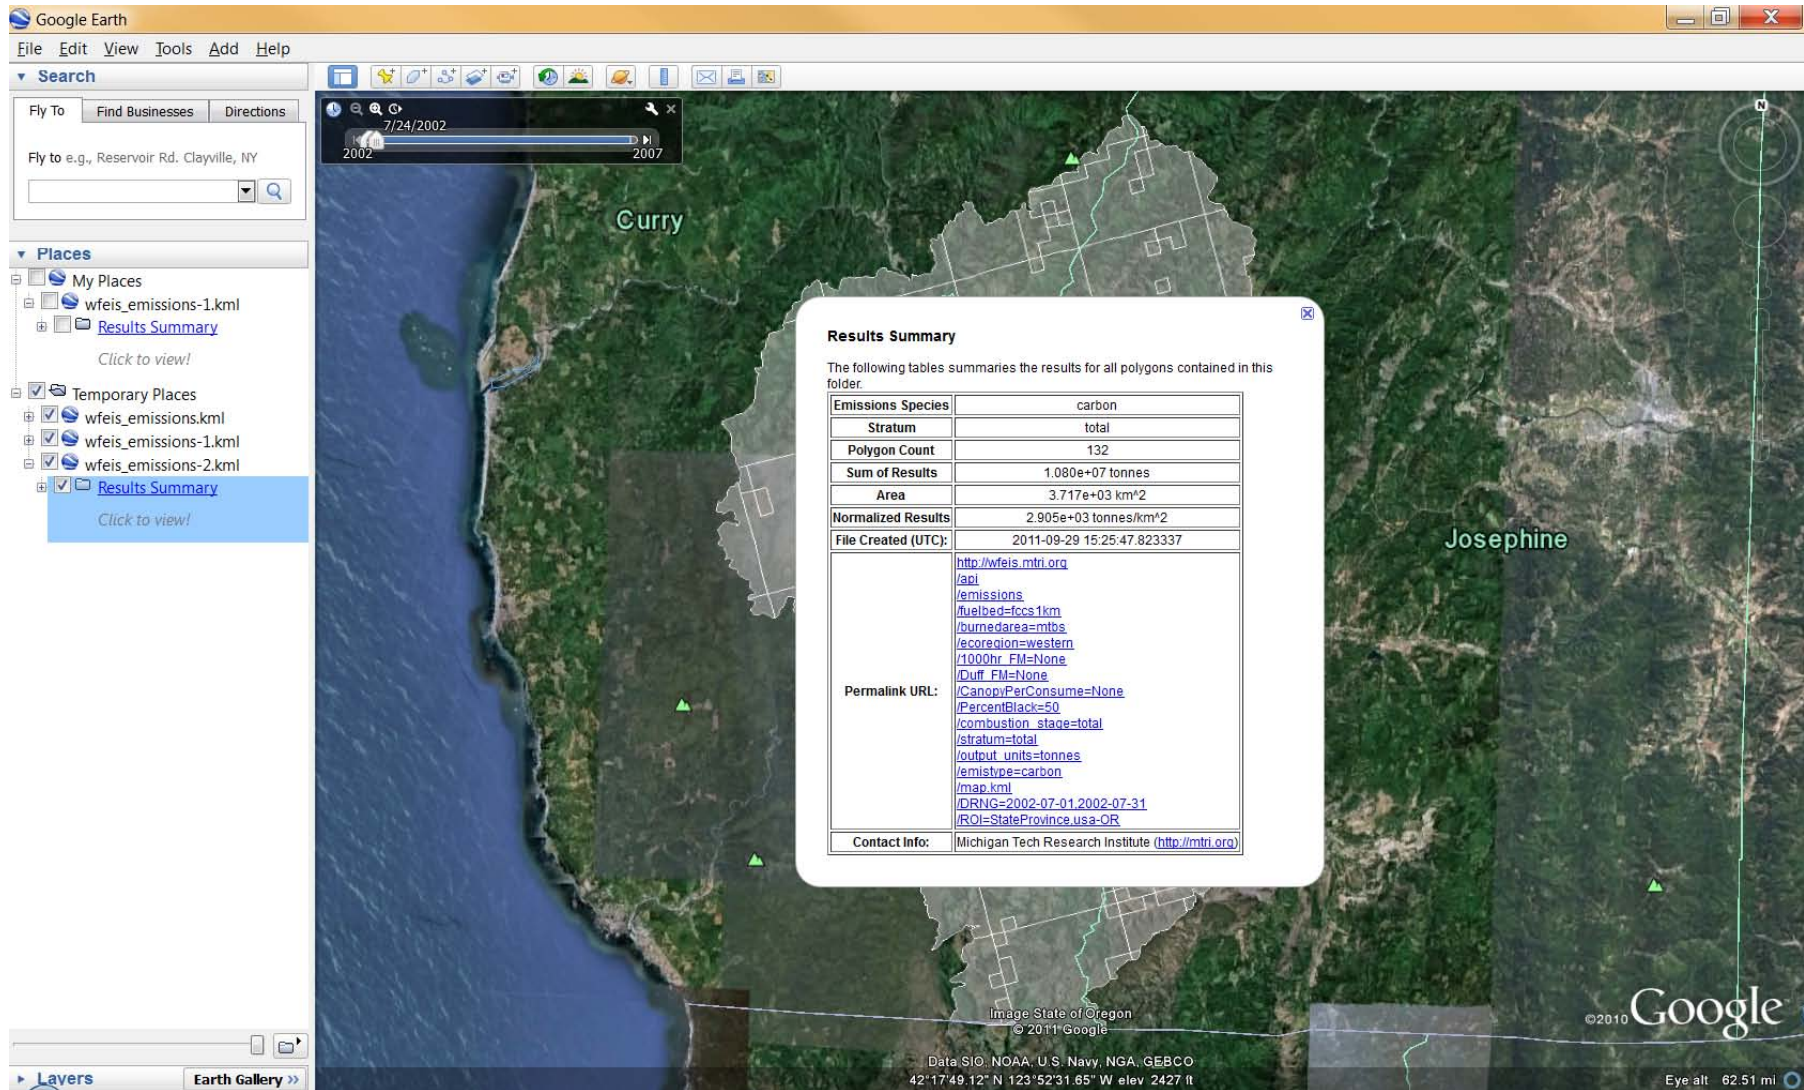 Google Earth
File Edit View Tools Add Help
Search
Fly To Find Businesses Directions
Fly to e.g., Reservoir Rd. Clayville, NY
Places
My Places
wfeis_emissions-1.kml
Results Summary
Click to view!
Temporary Places
wfeis_emissions.kml
wfeis_emissions-1.kml
wfeis_emissions-2.kml
Results Summary
Click to view!
Layers Earth Gallery >>
7/24/2002
2002 2007
N
Curry
Josephine
Results Summary
The following tables summaries the results for all polygons contained in this
folder.
Emissions Species carbon
Stratum total
Polygon Count 132
Sum of Results 1.080e+07 tonnes
Area 3.717e+03 km^2
Normalized Results 2.905e+03 tonnes/km^2
File Created (UTC): 2011-09-29 15:25:47.823337
Permalink URL:
http://wfeis.mtri.org
/api
/emissions
/fuelbed=fccs1km
/burnedarea=mtbs
/ecoregion=western
/1000hr_FM=None
/Duff_FM=None
/CanopyPerConsume=None
/PercentBlack=50
/combustion_stage=total
/stratum=total
/output_units=tonnes
/emistype=carbon
/map.kml
/DRNG=2002-07-01,2002-07-31
/ROI=StateProvince,usa-OR
Contact Info: Michigan Tech Research Institute (http://mtri.org)
Image State of Oregon
© 2011 Google
©2010 Google
Data SIO, NOAA, U.S. Navy, NGA, GEBCO
42°17'49.12" N 123°52'31.65" W elev 2427 ft
Eye alt 62.51 mi